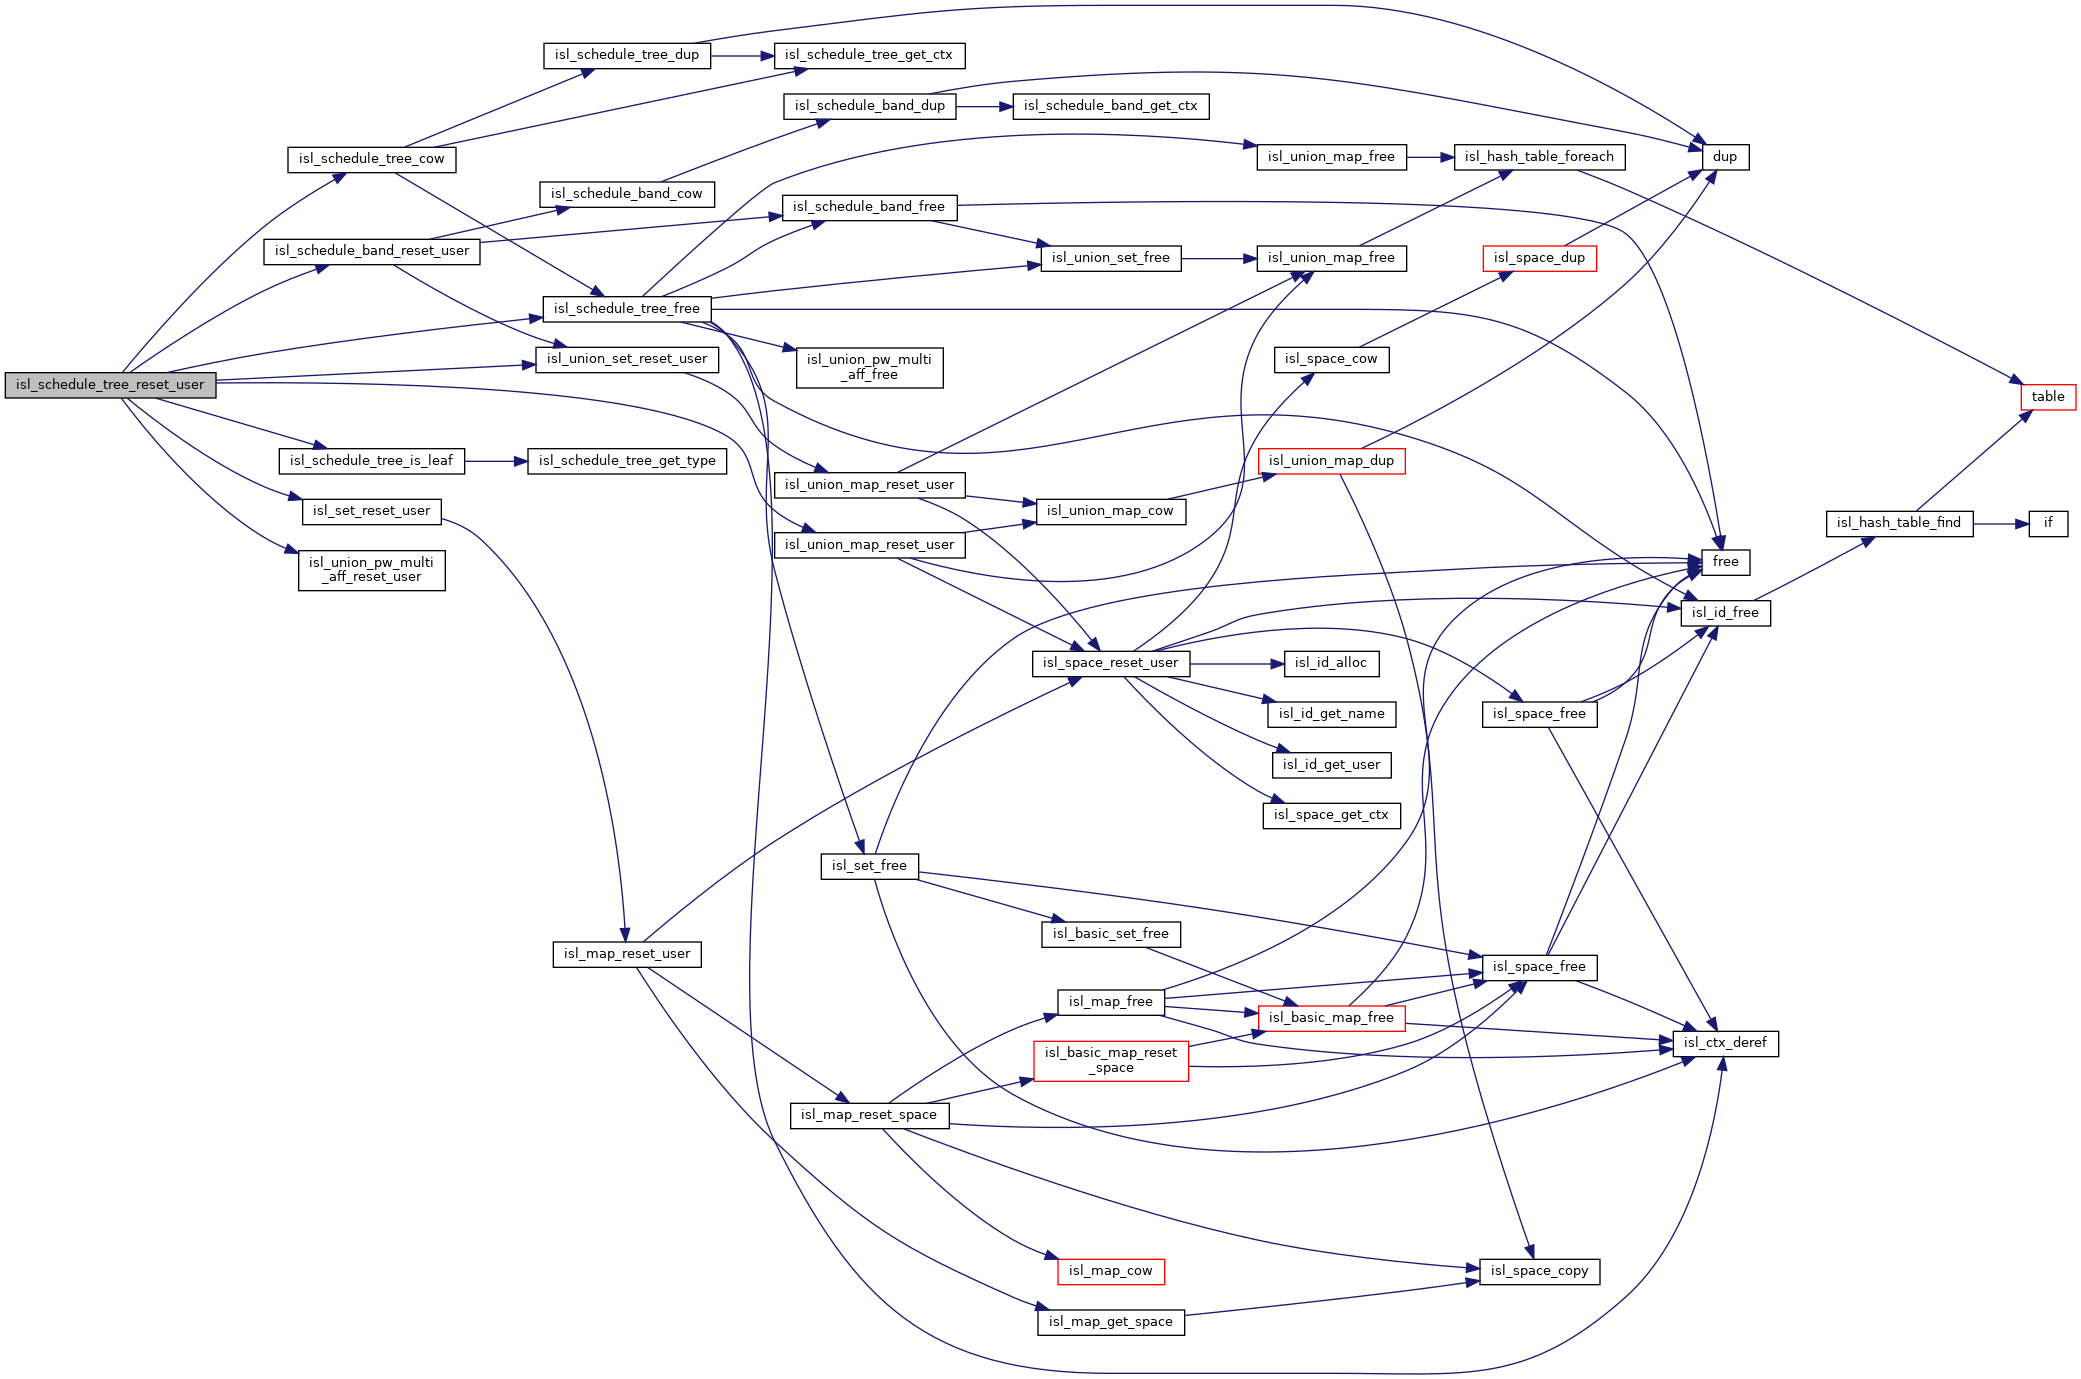 isl_schedule_tree_reset_user
isl_schedule_tree_cow
isl_schedule_band_reset_user
isl_schedule_tree_is_leaf
isl_set_reset_user
isl_union_pw_multi
_aff_reset_user
isl_schedule_tree_dup
isl_schedule_band_cow
isl_schedule_tree_free
isl_union_set_reset_user
isl_schedule_tree_get_type
isl_map_reset_user
isl_schedule_tree_get_ctx
isl_schedule_band_dup
isl_schedule_band_free
isl_union_pw_multi
_aff_free
isl_union_map_reset_user
isl_union_map_reset_user
isl_set_free
isl_map_reset_space
isl_schedule_band_get_ctx
isl_union_set_free
isl_union_map_cow
isl_space_reset_user
isl_basic_set_free
isl_map_free
isl_basic_map_reset
_space
isl_map_cow
isl_map_get_space
isl_union_map_free
isl_union_map_free
isl_space_cow
isl_union_map_dup
isl_id_alloc
isl_id_get_name
isl_id_get_user
isl_space_get_ctx
isl_basic_map_free
isl_hash_table_foreach
isl_space_dup
isl_space_free
isl_space_free
isl_space_copy
dup
free
isl_id_free
isl_ctx_deref
isl_hash_table_find
table
if